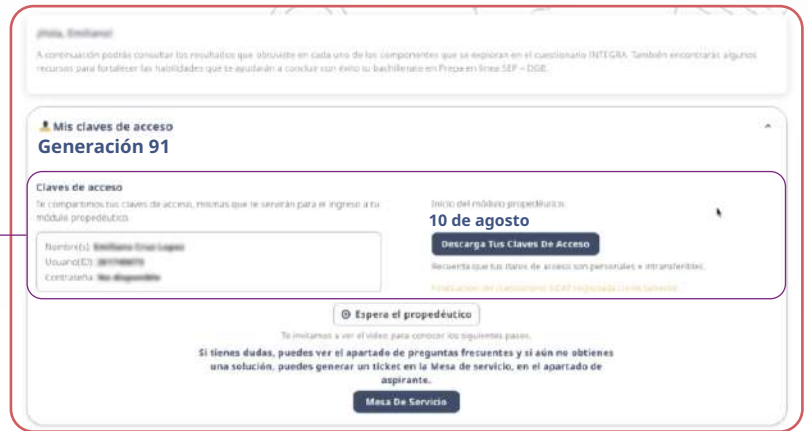 ¡Hola, Emiliano!
A continuación podrás consultar los resultados que obtuviste en cada uno de los componentes que se exploran en el cuestionario INTEGRA. También encontrarás algunos
recursos para fortalecer las habilidades que te ayudarán a concluir con éxito tu bachillerato en Prepa en línea SEP – DGB.
Mis claves de acceso
Generación 91
Claves de acceso
Te compartimos tus claves de acceso, mismas que te servirán para el ingreso a tu
módulo propedéutico.
Nombre(s):
Usuario(ID):
Contraseña: No disponible
Inicio del módulo propedéutico:
10 de agosto
Descarga Tus Claves De Acceso
Recuerda que tus datos de acceso son personales e intransferibles.
Espera el propedéutico
Te invitamos a ver el video para conocer los siguientes pasos.
Si tienes dudas, puedes ver el apartado de preguntas frecuentes y si aún no obtienes
una solución, puedes generar un ticket en la Mesa de servicio, en el apartado de
aspirante.
Mesa De Servicio